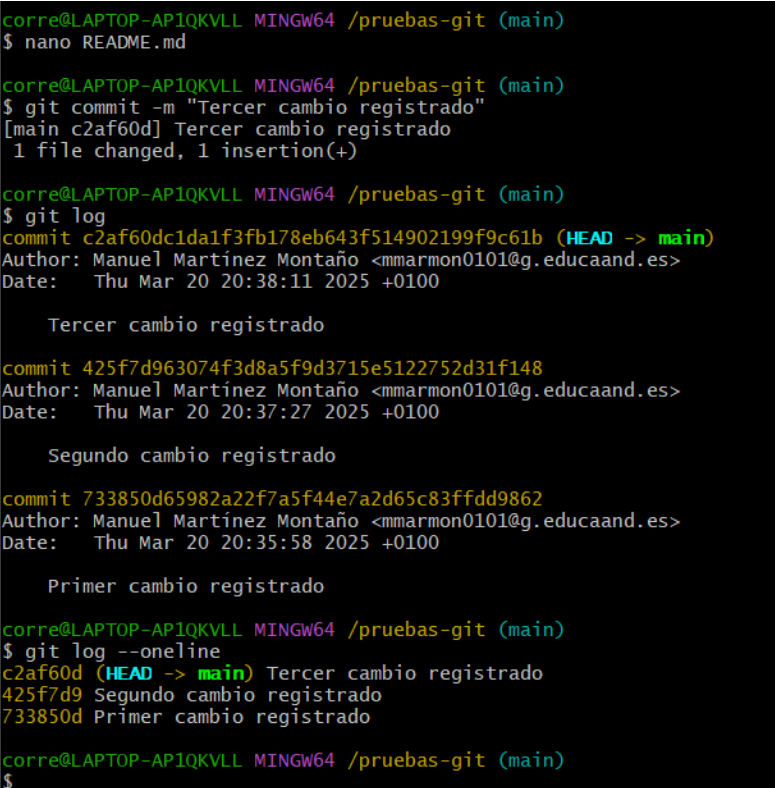 corre@LAPTOP-AP1QKVLL MINGW64 /pruebas-git (main)
$ nano README.md
corre@LAPTOP-AP1QKVLL MINGW64 /pruebas-git (main)
$ git commit -m "Tercer cambio registrado"
[main c2af60d] Tercer cambio registrado
 1 file changed, 1 insertion(+)
corre@LAPTOP-AP1QKVLL MINGW64 /pruebas-git (main)
$ git log
commit c2af60dc1da1f3fb178eb643f514902199f9c61b (HEAD -> main)
Author: Manuel Martínez Montaño <mmarmon0101@g.educaand.es>
Date:   Thu Mar 20 20:38:11 2025 +0100
    Tercer cambio registrado
commit 425f7d963074f3d8a5f9d3715e5122752d31f148
Author: Manuel Martínez Montaño <mmarmon0101@g.educaand.es>
Date:   Thu Mar 20 20:37:27 2025 +0100
    Segundo cambio registrado
commit 733850d65982a22f7a5f44e7a2d65c83ffdd9862
Author: Manuel Martínez Montaño <mmarmon0101@g.educaand.es>
Date:   Thu Mar 20 20:35:58 2025 +0100
    Primer cambio registrado
corre@LAPTOP-AP1QKVLL MINGW64 /pruebas-git (main)
$ git log --oneline
c2af60d (HEAD -> main) Tercer cambio registrado
425f7d9 Segundo cambio registrado
733850d Primer cambio registrado
corre@LAPTOP-AP1QKVLL MINGW64 /pruebas-git (main)
$